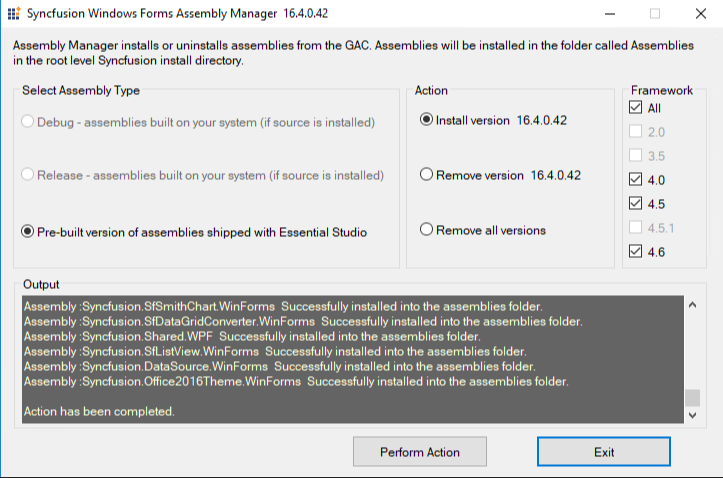 Syncfusion Windows Forms Assembly Manager 16.4.0.42
Assembly Manager installs or uninstalls assemblies from the GAC. Assemblies will be installed in the folder called Assemblies
in the root level Syncfusion install directory.
Select Assembly Type
Debug - assemblies built on your system (if source is installed)
Release - assemblies built on your system (if source is installed)
Pre-built version of assemblies shipped with Essential Studio
Action
Install version 16.4.0.42
Remove version 16.4.0.42
Remove all versions
Framework
All
2.0
3.5
4.0
4.5
4.5.1
4.6
Output
Assembly :Syncfusion.SfSmithChart.WinForms Successfully installed into the assemblies folder.
Assembly :Syncfusion.SfDataGridConverter.WinForms Successfully installed into the assemblies folder.
Assembly :Syncfusion.Shared.WPF Successfully installed into the assemblies folder.
Assembly :Syncfusion.SfListView.WinForms Successfully installed into the assemblies folder.
Assembly :Syncfusion.DataSource.WinForms Successfully installed into the assemblies folder.
Assembly :Syncfusion.Office2016Theme.WinForms Successfully installed into the assemblies folder.
Action has been completed.
Perform Action
Exit